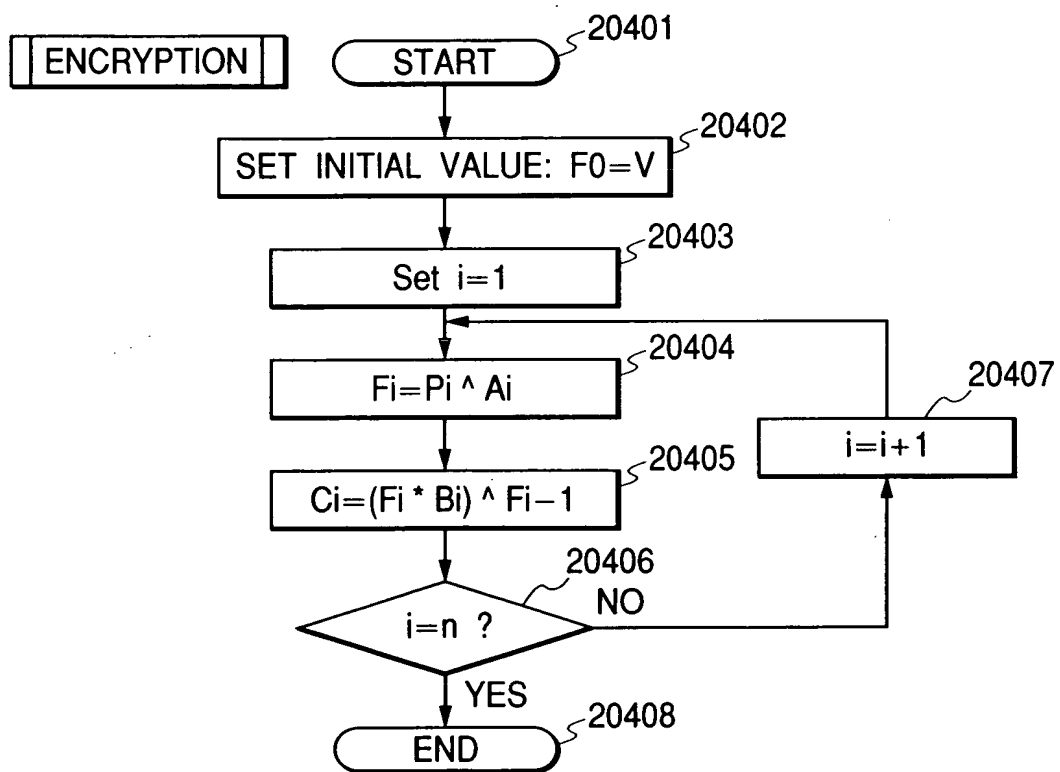 ENCRYPTION
START
20401
SET INITIAL VALUE: F0=V
20402
Set i=1
20403
Fi=Pi ^ Ai
20404
Ci=(Fi * Bi) ^ Fi-1
20405
i=i+1
20407
i=n ?
20406
NO
YES
END
20408